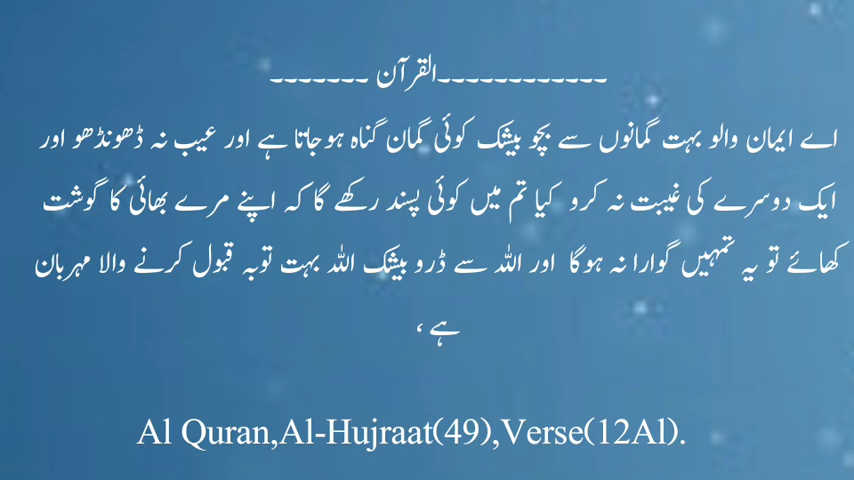 ------------القرآن -------
اے ایمان والو بہت گمانوں سے بچو بیشک کوئی گمان گناہ ہوجاتا ہے اور عیب نہ ڈھونڈھو اور
ایک دوسرے کی غیبت نہ کرو کیا تم میں کوئی پسند رکھے گا کہ اپنے مرے بھائی کا گوشت
کھائے تو یہ تمہیں گوارا نہ ہوگا اور اللہ سے ڈرو بیشک اللہ بہت توبہ قبول کرنے والا مہربان
ہے ،
Al Quran,Al-Hujraat(49),Verse(12Al).